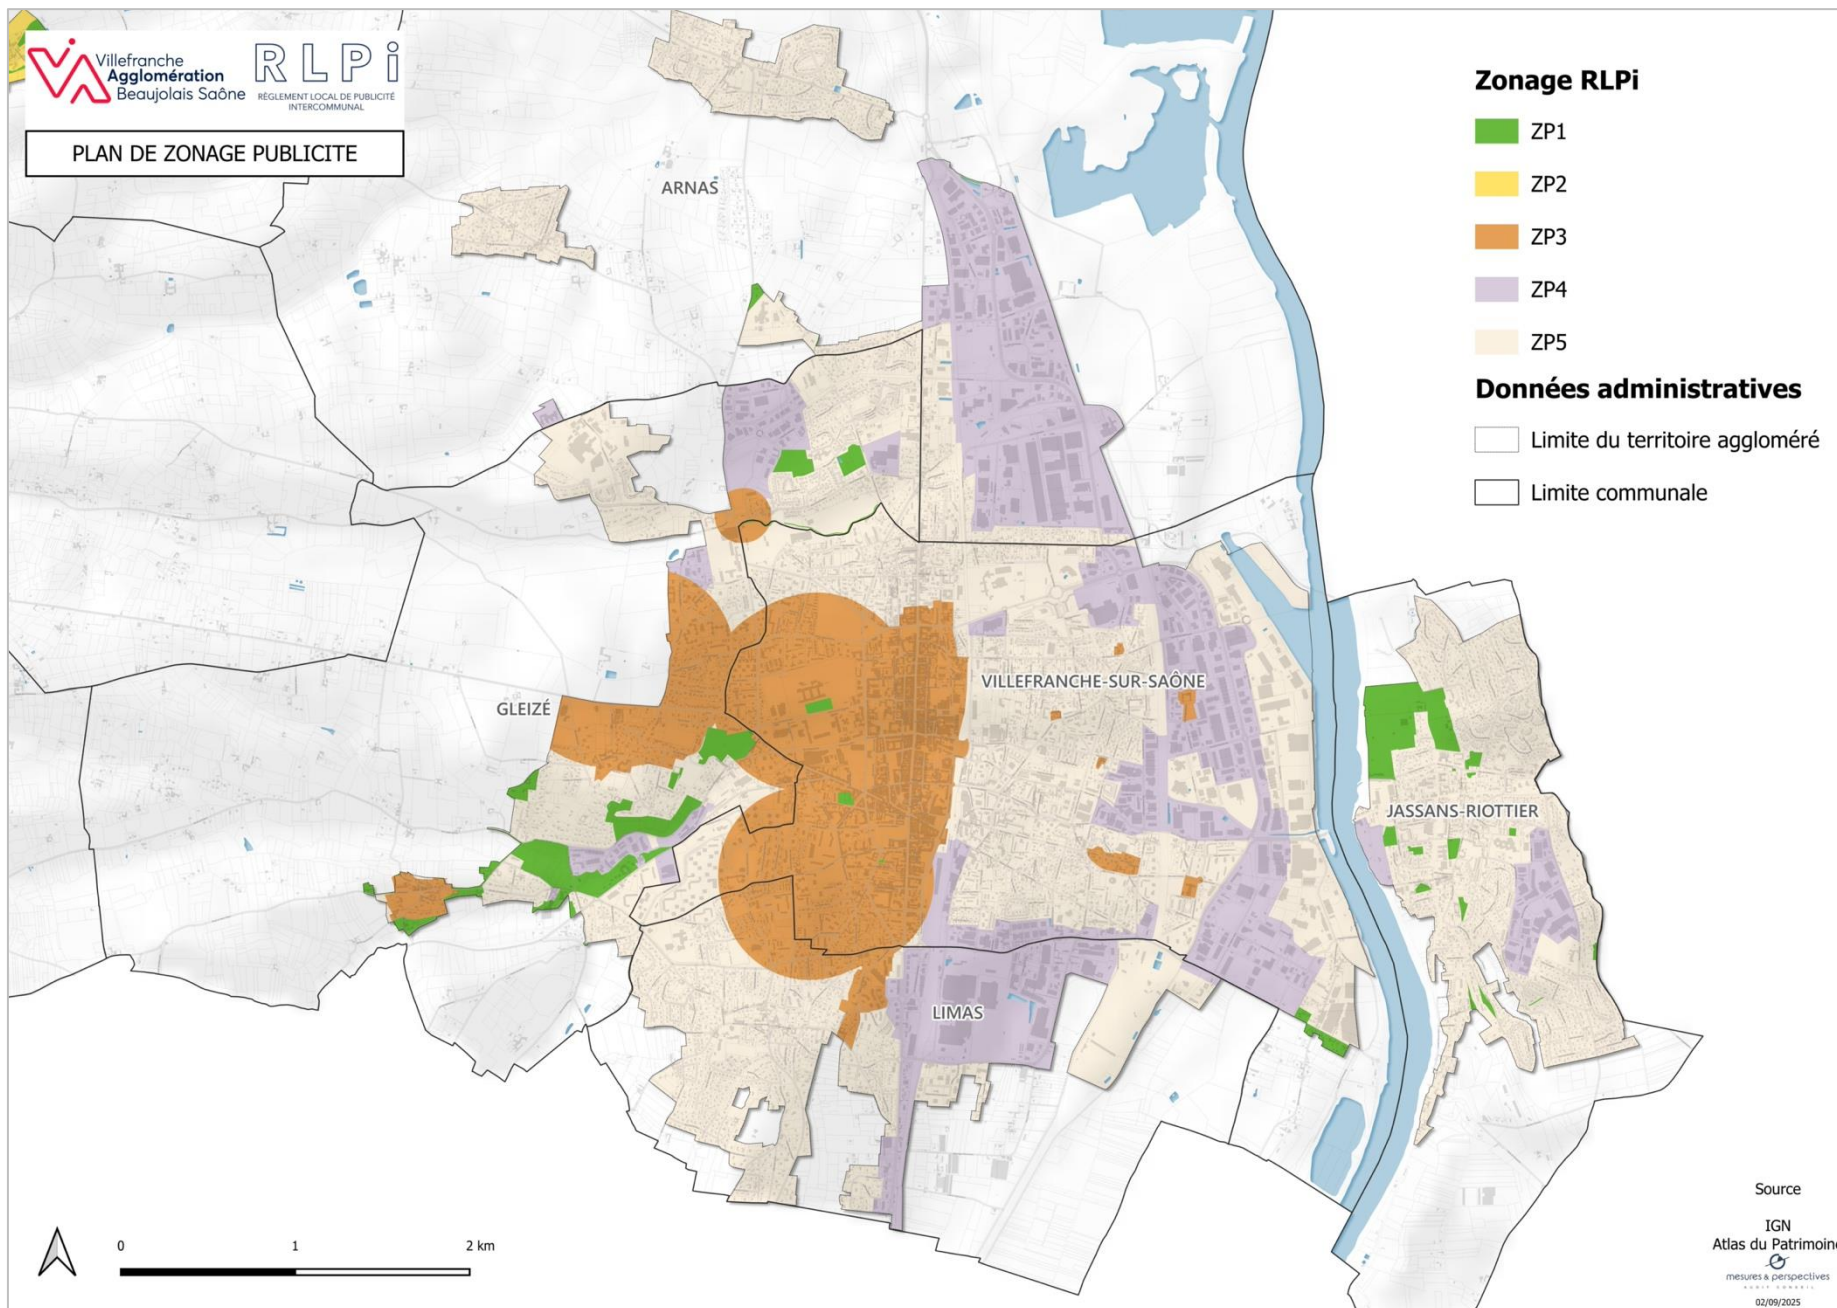 Villefranche
Agglomération
Beaujolais Saône
RLPi
RÈGLEMENT LOCAL DE PUBLICITÉ
INTERCOMMUNAL
PLAN DE ZONAGE PUBLICITE
Zonage RLPi
ZP1
ZP2
ZP3
ZP4
ZP5
Données administratives
Limite du territoire aggloméré
Limite communale
ARNAS
VILLEFRANCHE-SUR-SAÔNE
GLEIZÉ
JASSANS-RIOTTIER
LIMAS
0 1 2 km
Source
IGN
Atlas du Patrimoine
mesures & perspectives
AUDIT CONSEIL
02/09/2025